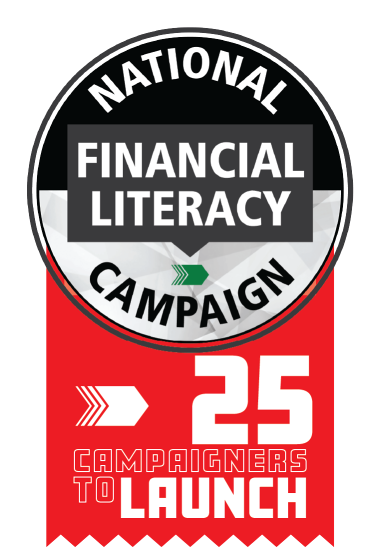 NATIONAL
FINANCIAL
LITERACY
CAMPAIGN
25
CAMPAIGNERS
TO LAUNCH